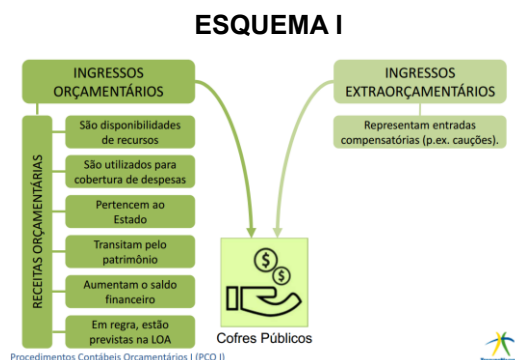 ESQUEMA I
INGRESSOS
ORÇAMENTÁRIOS
RECEITAS ORÇAMENTÁRIAS
São disponibilidades
de recursos
São utilizados para
cobertura de despesas
Pertencem ao
Estado
Transitam pelo
patrimônio
Aumentam o saldo
financeiro
Em regra, estão
previstas na LOA
INGRESSOS
EXTRAORÇAMENTÁRIOS
Representam entradas
compensatórias (p.ex. cauções).
$
$
Cofres Públicos
Procedimentos Contábeis Orçamentários I (PCO I)